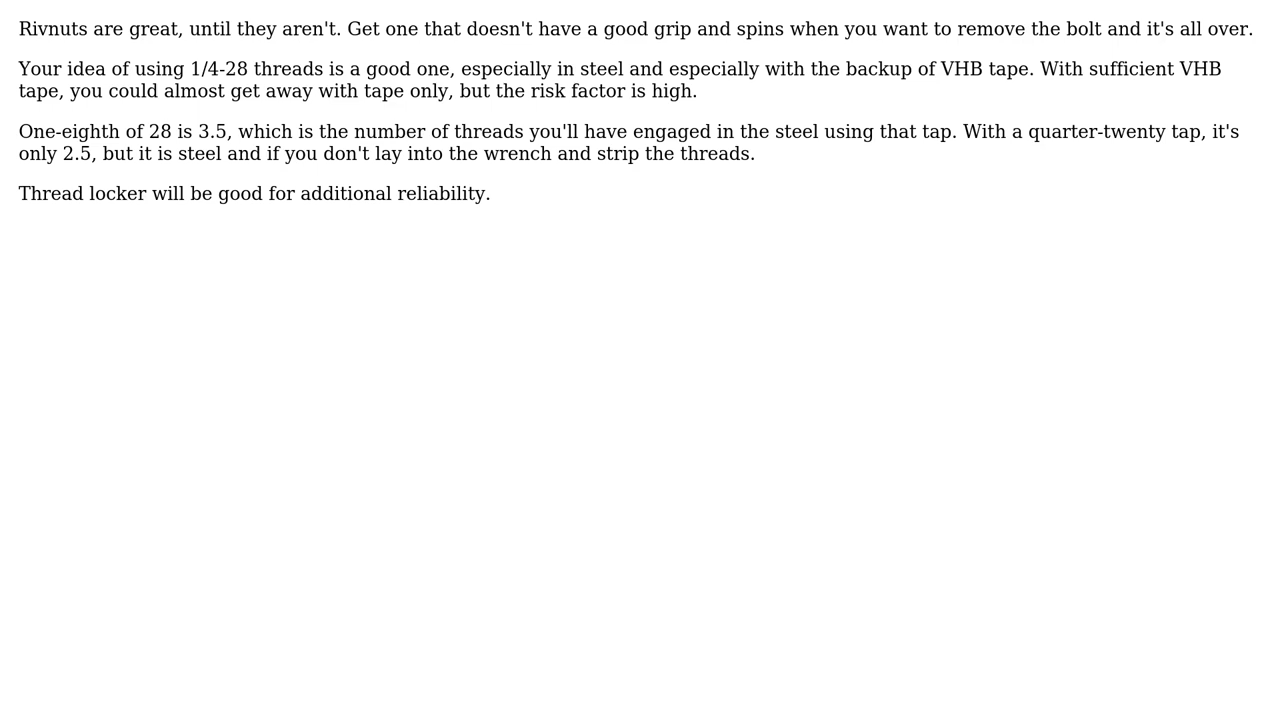 Rivnuts are great, until they aren't. Get one that doesn't have a good grip and spins when you want to remove the bolt and it's all over.
Your idea of using 1/4-28 threads is a good one, especially in steel and especially with the backup of VHB tape. With sufficient VHB
tape, you could almost get away with tape only, but the risk factor is high.
One-eighth of 28 is 3.5, which is the number of threads you'll have engaged in the steel using that tap. With a quarter-twenty tap, it's
only 2.5, but it is steel and if you don't lay into the wrench and strip the threads.
Thread locker will be good for additional reliability.